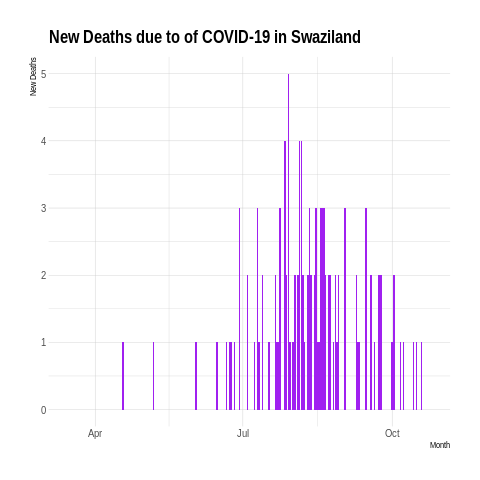 New Deaths due to of COVID-19 in Swaziland
New Deaths
5
4
3
2
1
0
Apr
Jul
Oct
Month